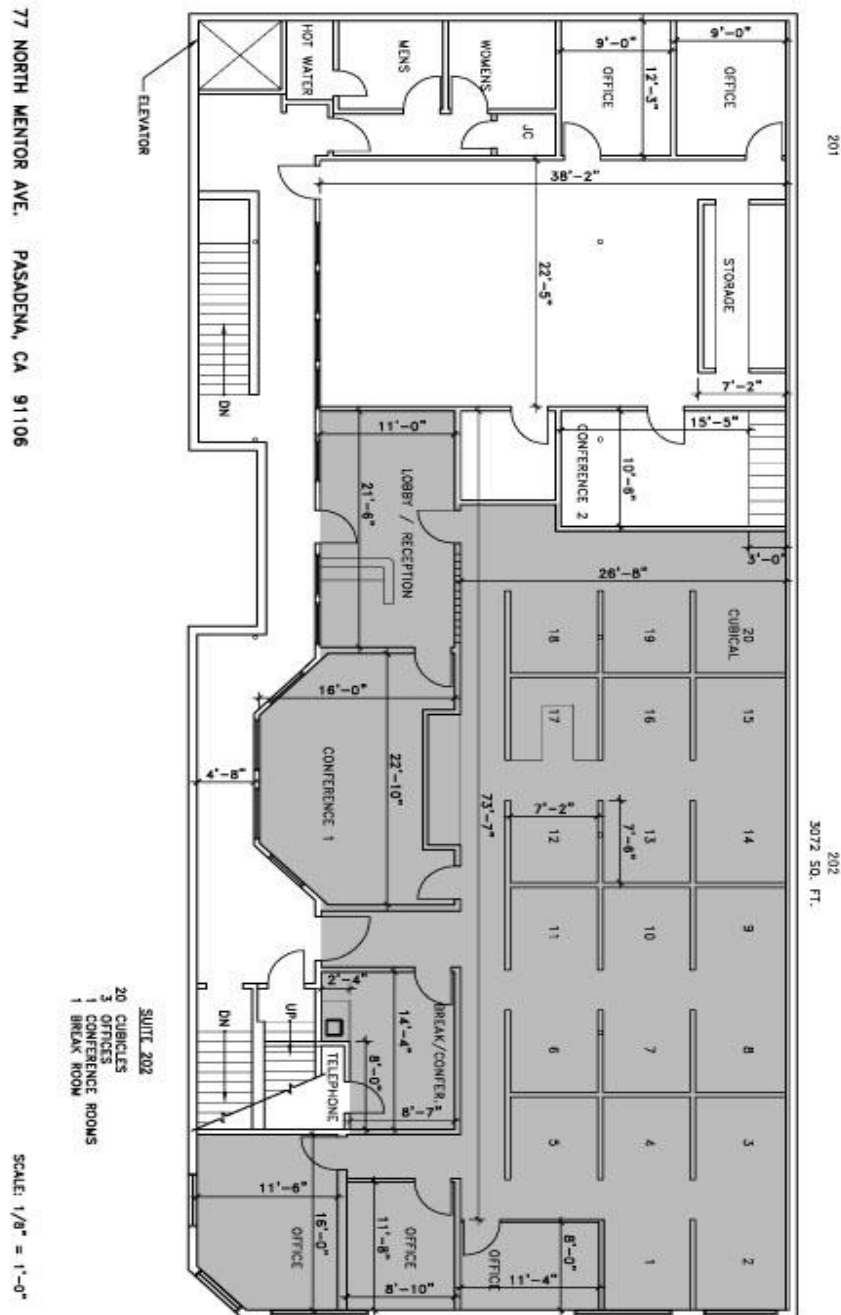 77 NORTH MENTOR AVE. PASADENA, CA 91106
201
202
3072 SQ. FT.
ELEVATOR
HOT WATER
MENS
WOMENS
JC
OFFICE
9'-0"
12'-3"
OFFICE
9'-0"
38'-2"
22'-5"
STORAGE
7'-2"
DN
11'-0"
LOBBY / RECEPTION
21'-6"
CONFERENCE 2
15'-5"
10'-6"
3'-0"
26'-8"
20
CUBICAL
19
18
15
16
17
14
13
12
7'-2"
7'-6"
73'-7"
16'-0"
22'-10"
CONFERENCE 1
4'-8"
9
10
11
8
7
6
3
4
5
2
1
2'-4"
14'-4"
BREAK/CONFER.
8'-0"
8'-7"
TELEPHONE
UP
DN
11'-6"
16'-0"
OFFICE
OFFICE
11'-8"
8'-10"
OFFICE
11'-4"
8'-0"
SUITE 202
20 CUBICLES
3 OFFICES
1 CONFERENCE ROOMS
1 BREAK ROOM
SCALE: 1/8" = 1'-0"